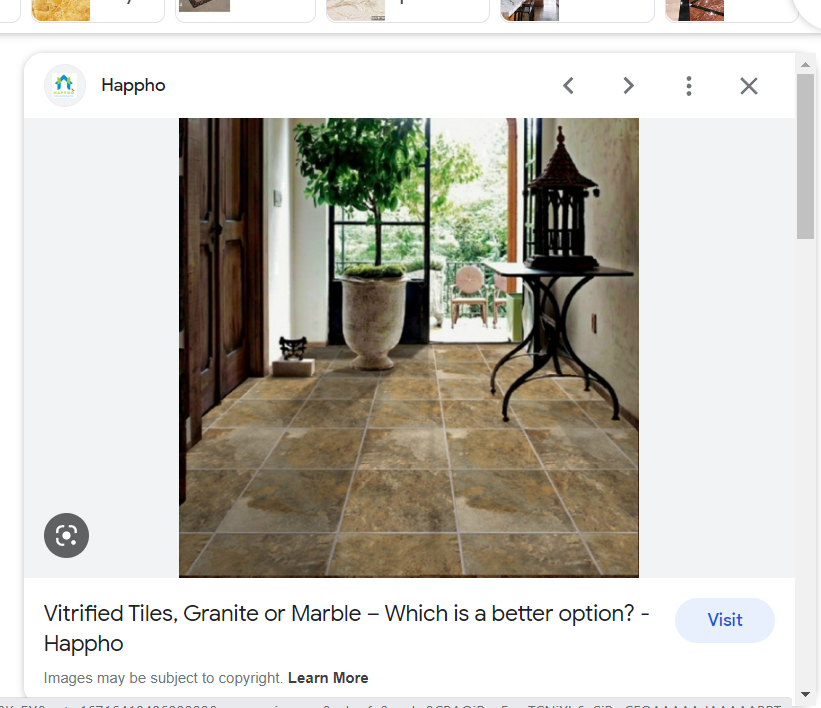 Happho
Vitrified Tiles, Granite or Marble – Which is a better option? -
Happho
Visit
Images may be subject to copyright. Learn More